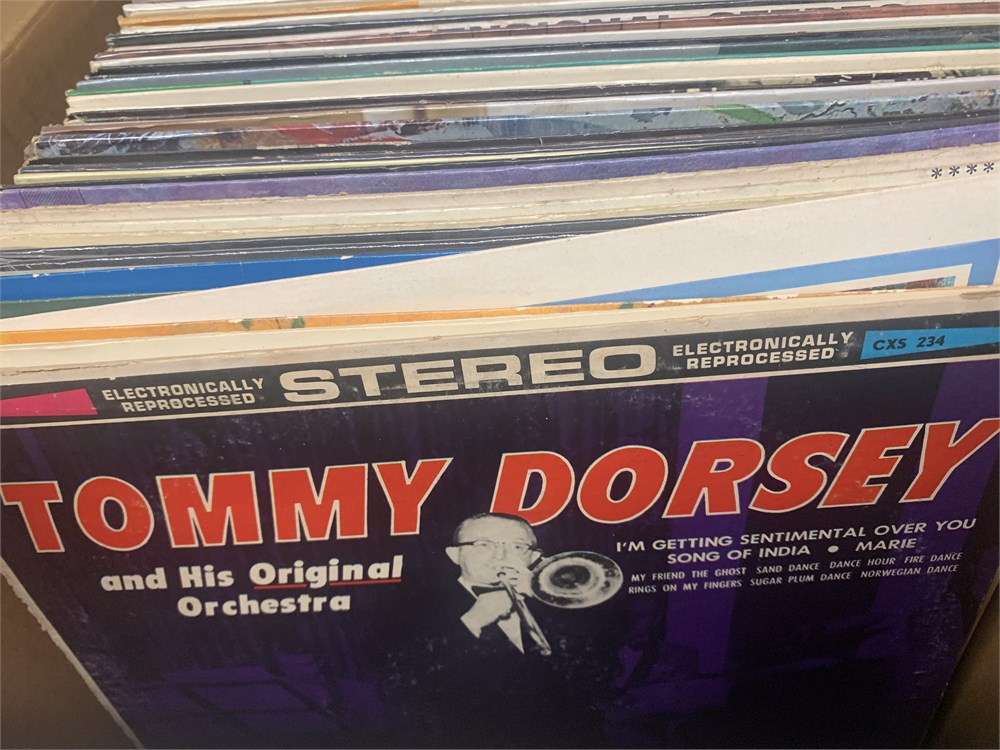 ****
ELECTRONICALLY
REPROCESSED
STEREO
ELECTRONICALLY
REPROCESSED
CXS 234
TOMMY DORSEY
and His Original
Orchestra
I'M GETTING SENTIMENTAL OVER YOU
SONG OF INDIA • MARIE
MY FRIEND THE GHOST SAND DANCE DANCE HOUR FIRE DANCE
RINGS ON MY FINGERS SUGAR PLUM DANCE NORWEGIAN DANCE